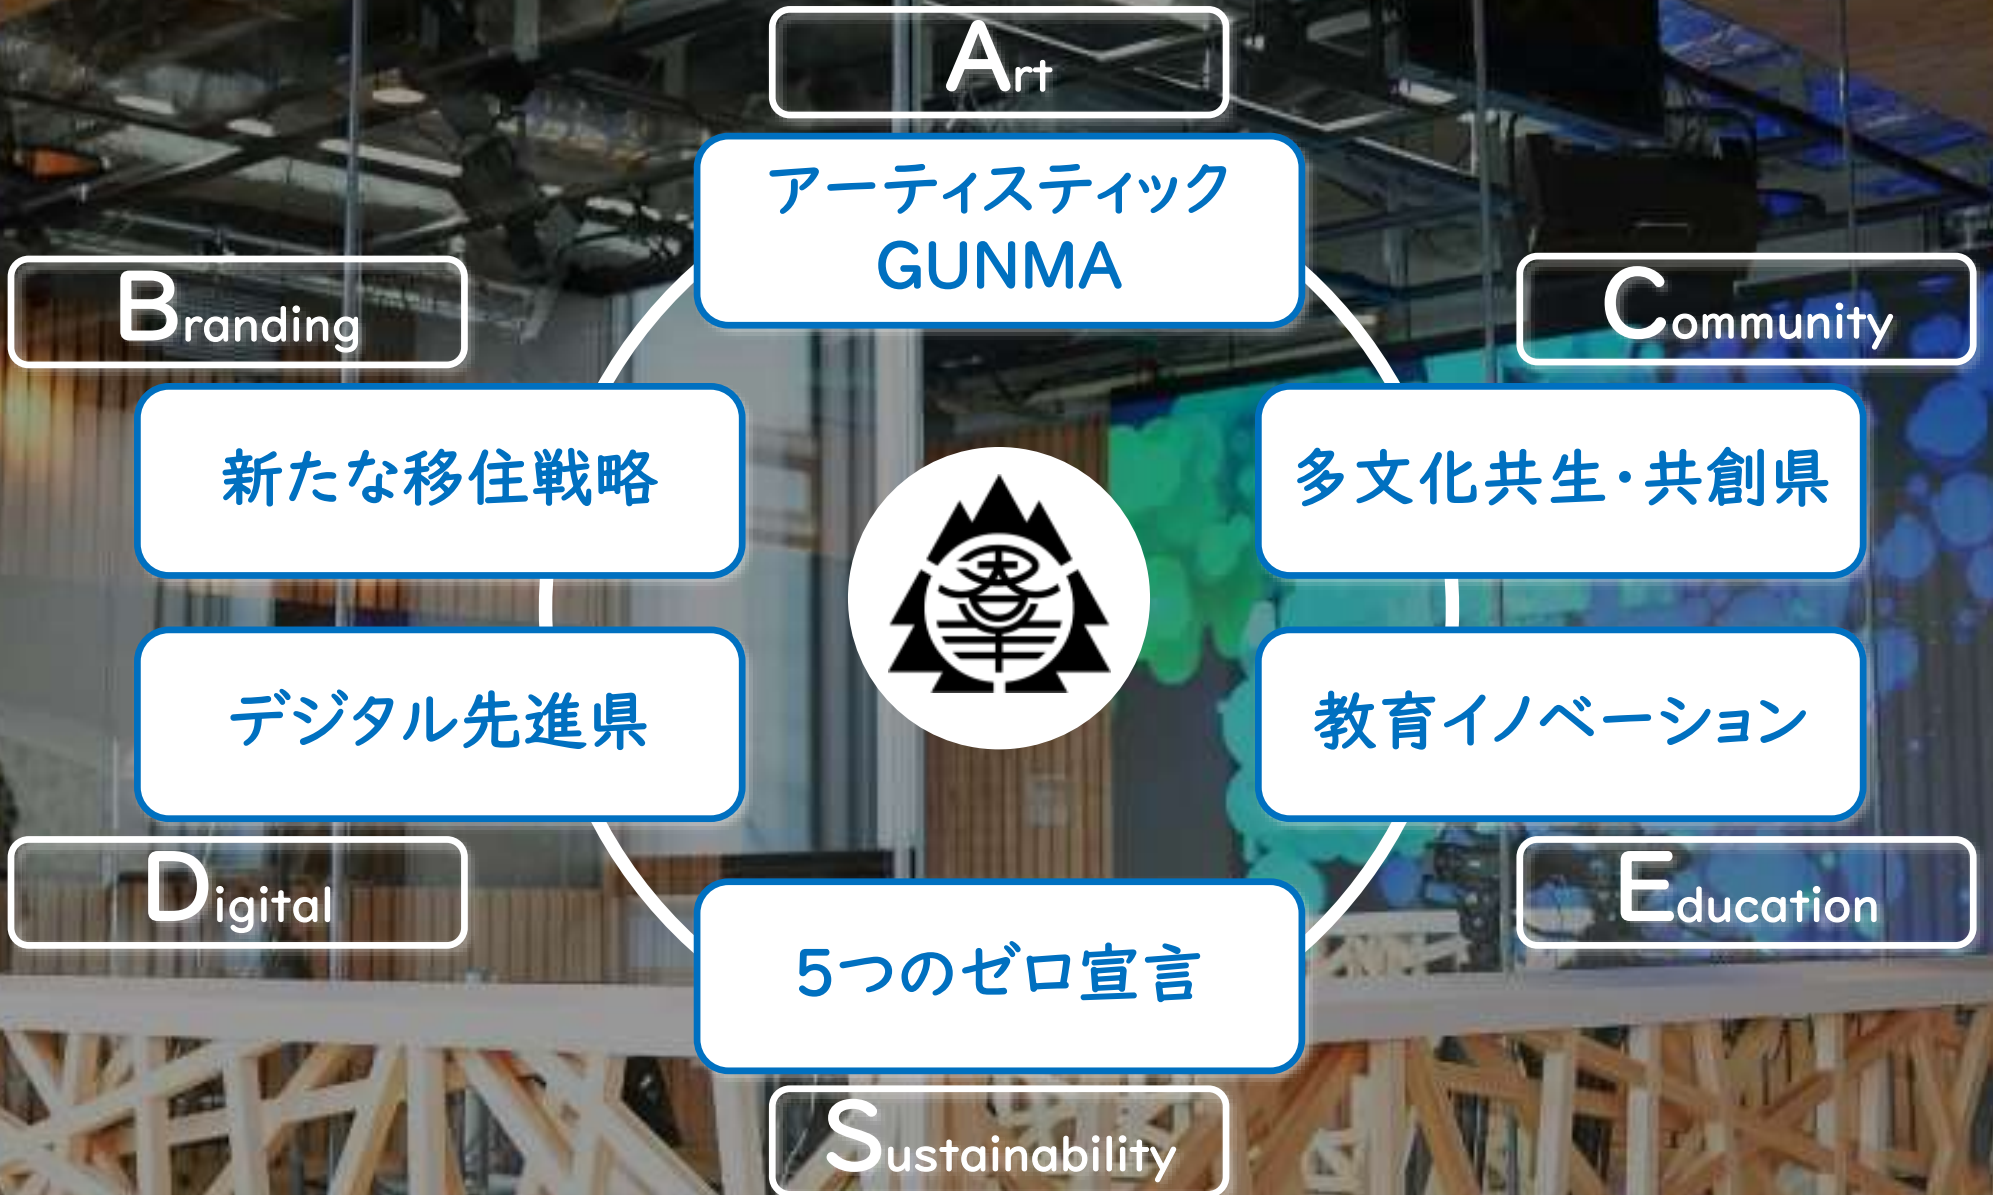 Art
アーティスティック
GUNMA
Branding
新たな移住戦略
Community
多文化共生・共創県
デジタル先進県
Digital
教育イノベーション
Education
5つのゼロ宣言
Sustainability